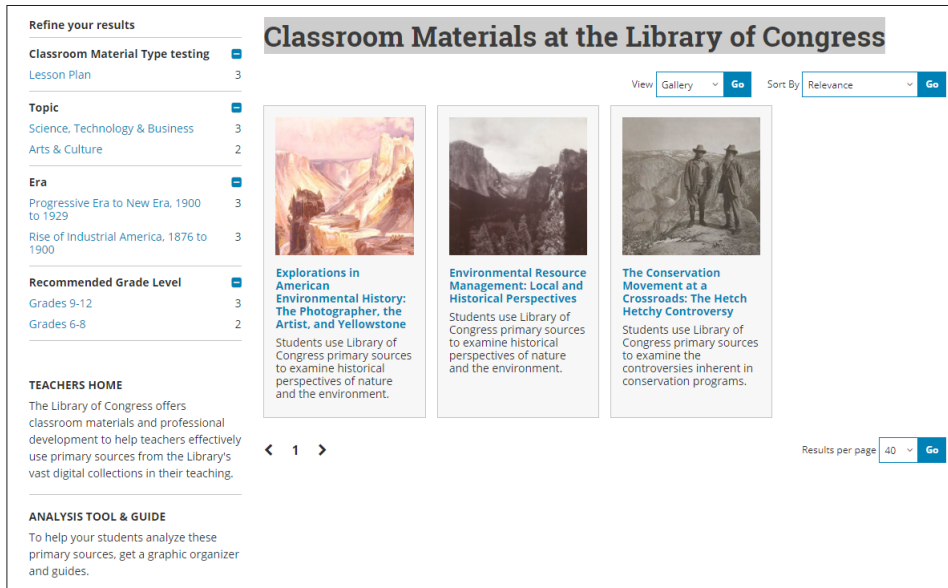 Refine your results
Classroom Material Type testing
Lesson Plan 3
Topic
Science, Technology & Business 3
Arts & Culture 2
Era
Progressive Era to New Era, 1900 3
to 1929
Rise of Industrial America, 1876 to 3
1900
Recommended Grade Level
Grades 9-12 3
Grades 6-8 2
TEACHERS HOME
The Library of Congress offers
classroom materials and professional
development to help teachers effectively
use primary sources from the Library's
vast digital collections in their teaching.
ANALYSIS TOOL & GUIDE
To help your students analyze these
primary sources, get a graphic organizer
and guides.
Classroom Materials at the Library of Congress
View Gallery Go Sort By Relevance Go
Explorations in
American
Environmental History:
The Photographer, the
Artist, and Yellowstone
Students use Library of
Congress primary sources
to examine historical
perspectives of nature
and the environment.
Environmental Resource
Management: Local and
Historical Perspectives
Students use Library of
Congress primary sources
to examine historical
perspectives of nature
and the environment.
The Conservation
Movement at a
Crossroads: The Hetch
Hetchy Controversy
Students use Library of
Congress primary sources
to examine the
controversies inherent in
conservation programs.
1
Results per page 40 Go